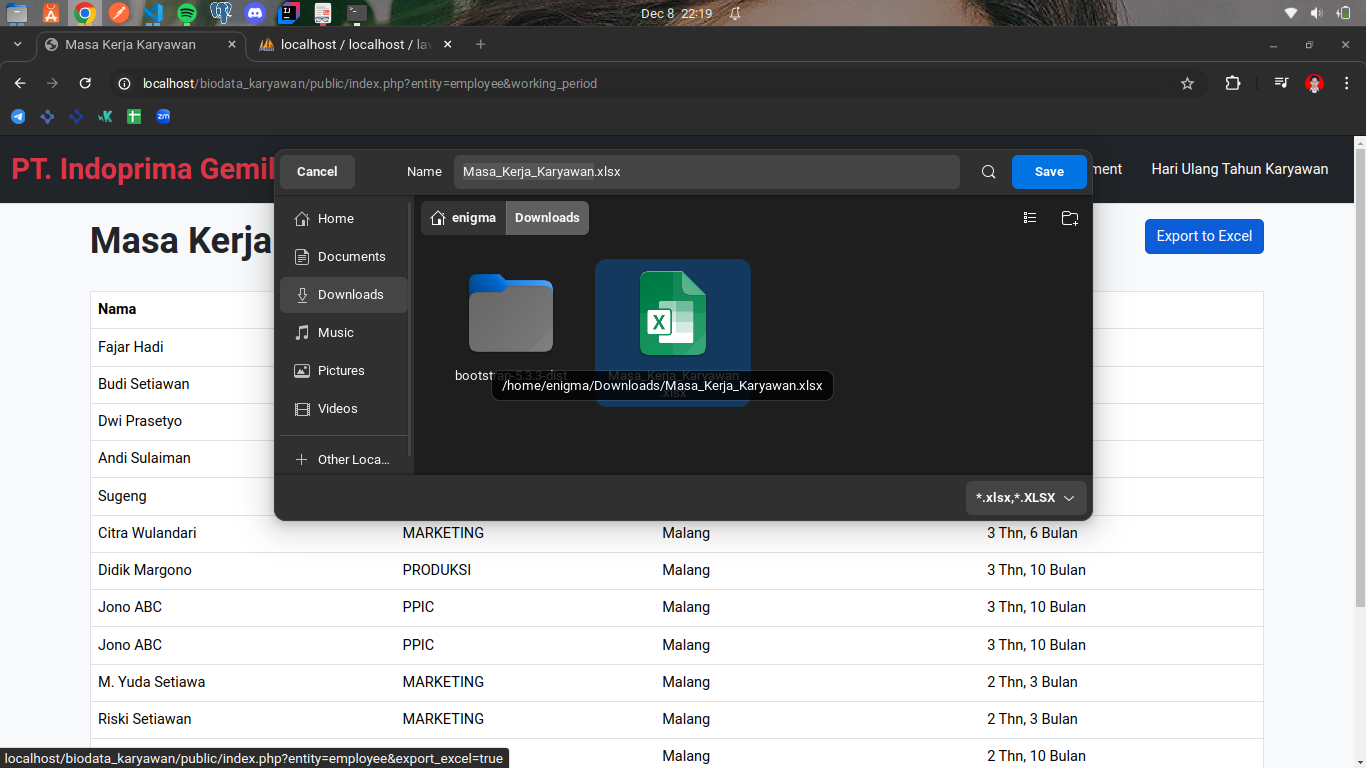 Dec 8 22:19
Masa Kerja Karyawan
localhost / localhost / la
localhost/biodata_karyawan/public/index.php?entity=employee&working_period
zm
PT. Indoprima Gemil
ment
Hari Ulang Tahun Karyawan
Cancel
Name
Masa_Kerja_Karyawan.xlsx
Save
Home
Documents
Downloads
Music
Pictures
Videos
Other Loca...
enigma
Downloads
X
bootstrap-5.3.3-dist
Masa_Kerja_Karyawan
.xlsx
/home/enigma/Downloads/Masa_Kerja_Karyawan.xlsx
*.xlsx,*.XLSX
Masa Kerja
Export to Excel
Nama
Fajar Hadi
Budi Setiawan
Dwi Prasetyo
Andi Sulaiman
Sugeng
Citra Wulandari MARKETING Malang 3 Thn, 6 Bulan
Didik Margono PRODUKSI Malang 3 Thn, 10 Bulan
Jono ABC PPIC Malang 3 Thn, 10 Bulan
Jono ABC PPIC Malang 3 Thn, 10 Bulan
M. Yuda Setiawa MARKETING Malang 2 Thn, 3 Bulan
Riski Setiawan MARKETING Malang 2 Thn, 3 Bulan
Malang 2 Thn, 10 Bulan
localhost/biodata_karyawan/public/index.php?entity=employee&export_excel=true